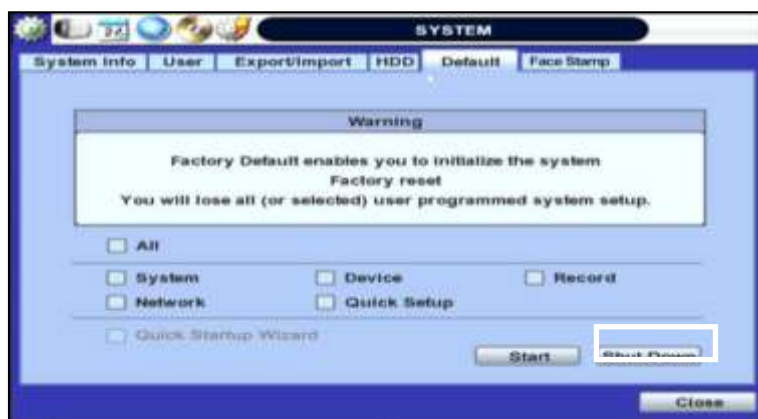 SYSTEM
System Info User Export/Import HDD Default Face Stamp
Warning
Factory Default enables you to initialize the system
Factory reset
You will lose all (or selected) user programmed system setup.
All
System Device Record
Network Quick Setup
Quick Startup Wizard
Start Shut Down
Close